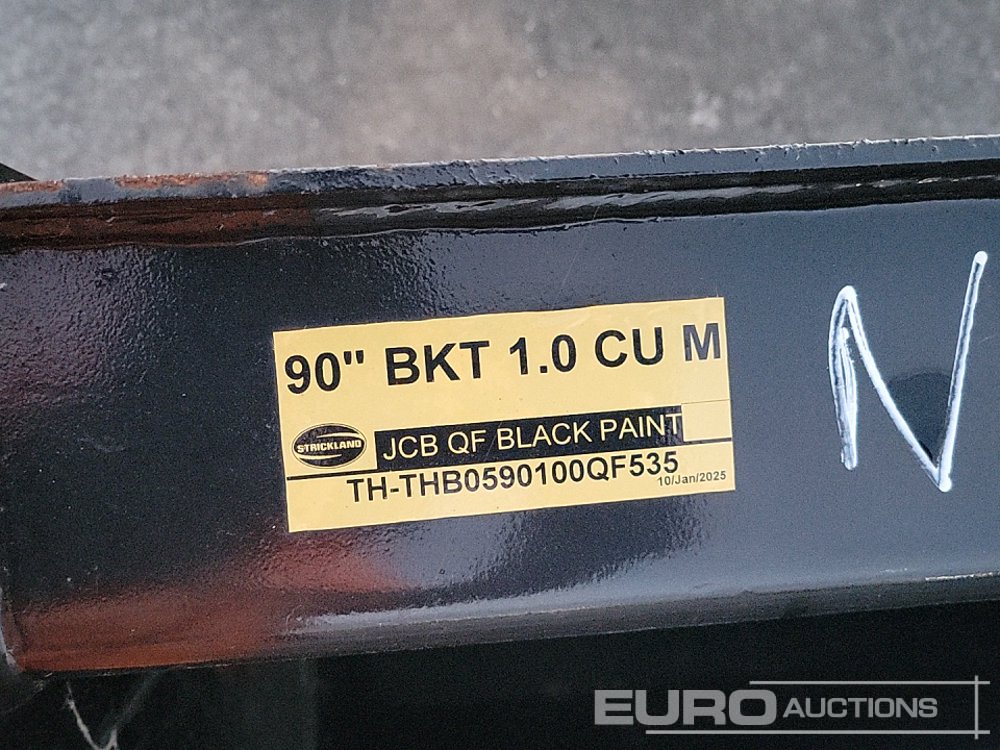 90" BKT 1.0 CU M
STRICKLAND
JCB QF BLACK PAINT
TH-THB0590100QF535
10/Jan/2025
N
EURO AUCTIONS